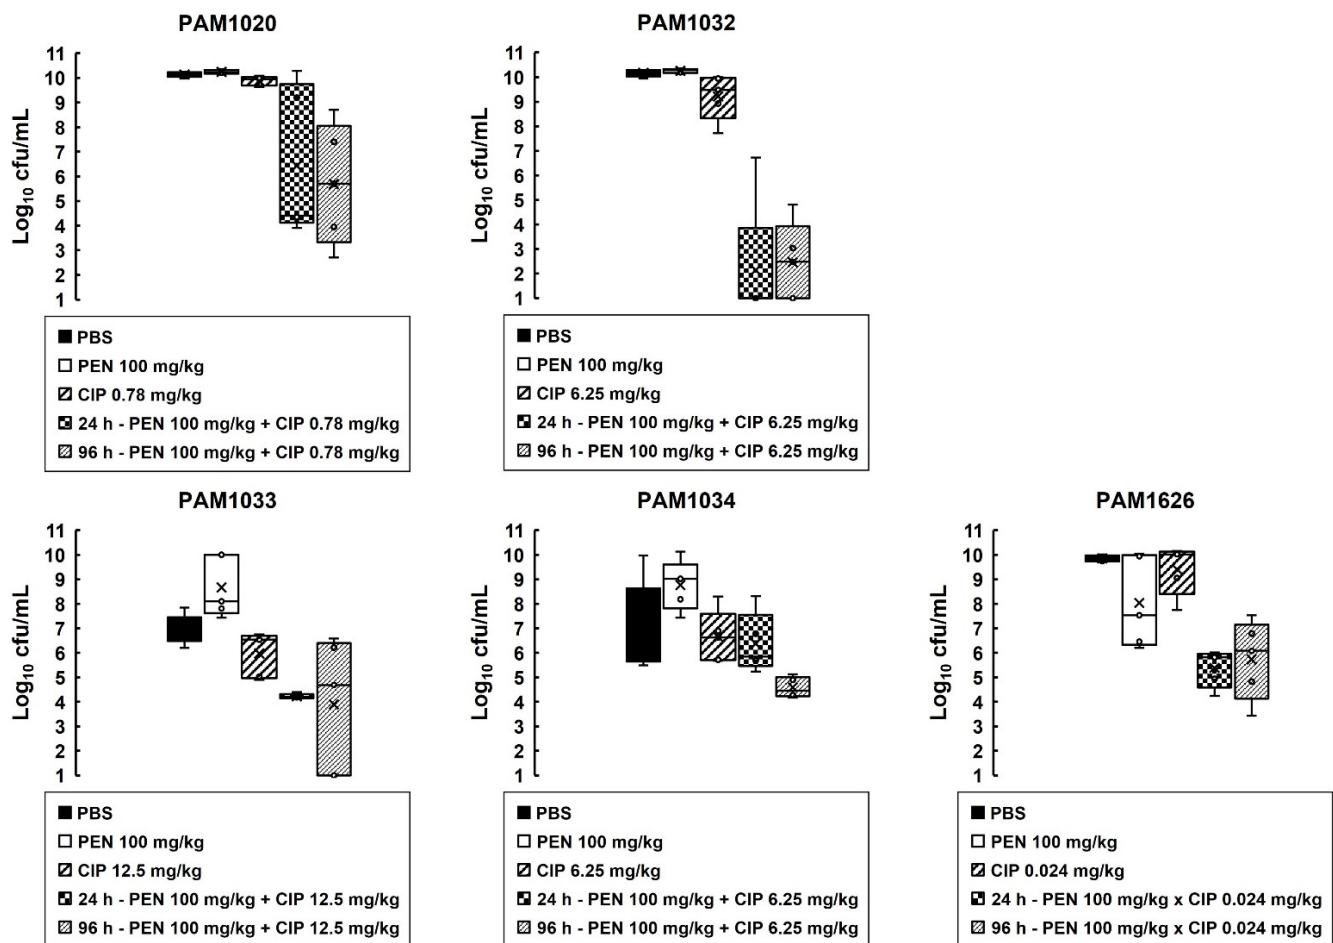 PAM1020
Log10 cfu/mL
11
10
9
8
7
6
5
4
3
2
1
PBS
PEN 100 mg/kg
CIP 0.78 mg/kg
24 h - PEN 100 mg/kg + CIP 0.78 mg/kg
96 h - PEN 100 mg/kg + CIP 0.78 mg/kg
PAM1032
Log10 cfu/mL
11
10
9
8
7
6
5
4
3
2
1
PBS
PEN 100 mg/kg
CIP 6.25 mg/kg
24 h - PEN 100 mg/kg + CIP 6.25 mg/kg
96 h - PEN 100 mg/kg + CIP 6.25 mg/kg
PAM1033
Log10 cfu/mL
11
10
9
8
7
6
5
4
3
2
1
PBS
PEN 100 mg/kg
CIP 12.5 mg/kg
24 h - PEN 100 mg/kg + CIP 12.5 mg/kg
96 h - PEN 100 mg/kg + CIP 12.5 mg/kg
PAM1034
Log10 cfu/mL
11
10
9
8
7
6
5
4
3
2
1
PBS
PEN 100 mg/kg
CIP 6.25 mg/kg
24 h - PEN 100 mg/kg + CIP 6.25 mg/kg
96 h - PEN 100 mg/kg + CIP 6.25 mg/kg
PAM1626
Log10 cfu/mL
11
10
9
8
7
6
5
4
3
2
1
PBS
PEN 100 mg/kg
CIP 0.024 mg/kg
24 h - PEN 100 mg/kg x CIP 0.024 mg/kg
96 h - PEN 100 mg/kg x CIP 0.024 mg/kg